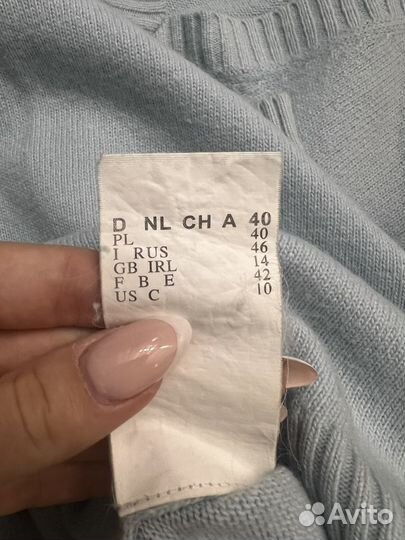 D NL CH A 40
PL 40
I RUS 46
GB IRL 14
F B E 42
US C 10
Avito